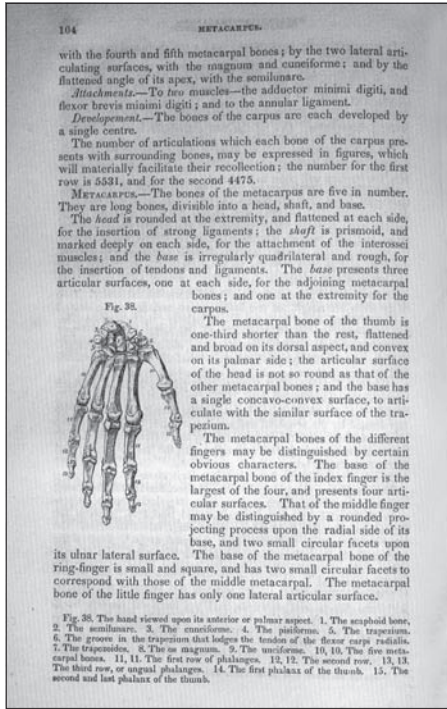 104 METACARPUS.
with the fourth and fifth metacarpal bones; by the two lateral arti-
culating surfaces, with the magnum and cuneiforme; and by the
flattened angle of its apex, with the semilunare.
Attachments.—To two muscles—the adductor minimi digiti, and
flexor brevis minimi digiti; and to the annular ligament.
Developement.—The bones of the carpus are each developed by
a single centre.
The number of articulations which each bone of the carpus pre-
sents with surrounding bones, may be expressed in figures, which
will materially facilitate their recollection; the number for the first
row is 5531, and for the second 4475.
METACARPUS.—The bones of the metacarpus are five in number.
They are long bones, divisible into a head, shaft, and base.
The head is rounded at the extremity, and flattened at each side,
for the insertion of strong ligaments; the shaft is prismoid, and
marked deeply on each side, for the attachment of the interossei
muscles; and the base is irregularly quadrilateral and rough, for
the insertion of tendons and ligaments. The base presents three
articular surfaces, one at each side, for the adjoining metacarpal
bones; and one at the extremity for the
carpus.
Fig. 38.
The metacarpal bone of the thumb is
one-third shorter than the rest, flattened
and broad on its dorsal aspect, and convex
on its palmar side; the articular surface
of the head is not so round as that of the
other metacarpal bones; and the base has
a single concavo-convex surface, to arti-
culate with the similar surface of the tra-
pezium.
The metacarpal bones of the different
fingers may be distinguished by certain
obvious characters. The base of the
metacarpal bone of the index finger is the
largest of the four, and presents four arti-
cular surfaces. That of the middle finger
may be distinguished by a rounded pro-
jecting process upon the radial side of its
base, and two small circular facets upon
its ulnar lateral surface. The base of the metacarpal bone of the
ring-finger is small and square, and has two small circular facets to
correspond with those of the middle metacarpal. The metacarpal
bone of the little finger has only one lateral articular surface.
Fig. 38. The hand viewed upon its anterior or palmar aspect. 1. The scaphoid bone,
2. The semilunare. 3. The cuneiforme. 4. The pisiforme. 5. The trapezium.
6. The groove in the trapezium that lodges the tendon of the flexor carpi radialis.
7. The trapezoides. 8. The os magnum. 9. The unciforme. 10, 10. The five meta-
carpal bones. 11, 11. The first row of phalanges. 12, 12. The second row. 13, 13.
The third row, or ungual phalanges. 14. The first phalanx of the thumb. 15. The
second and last phalanx of the thumb.